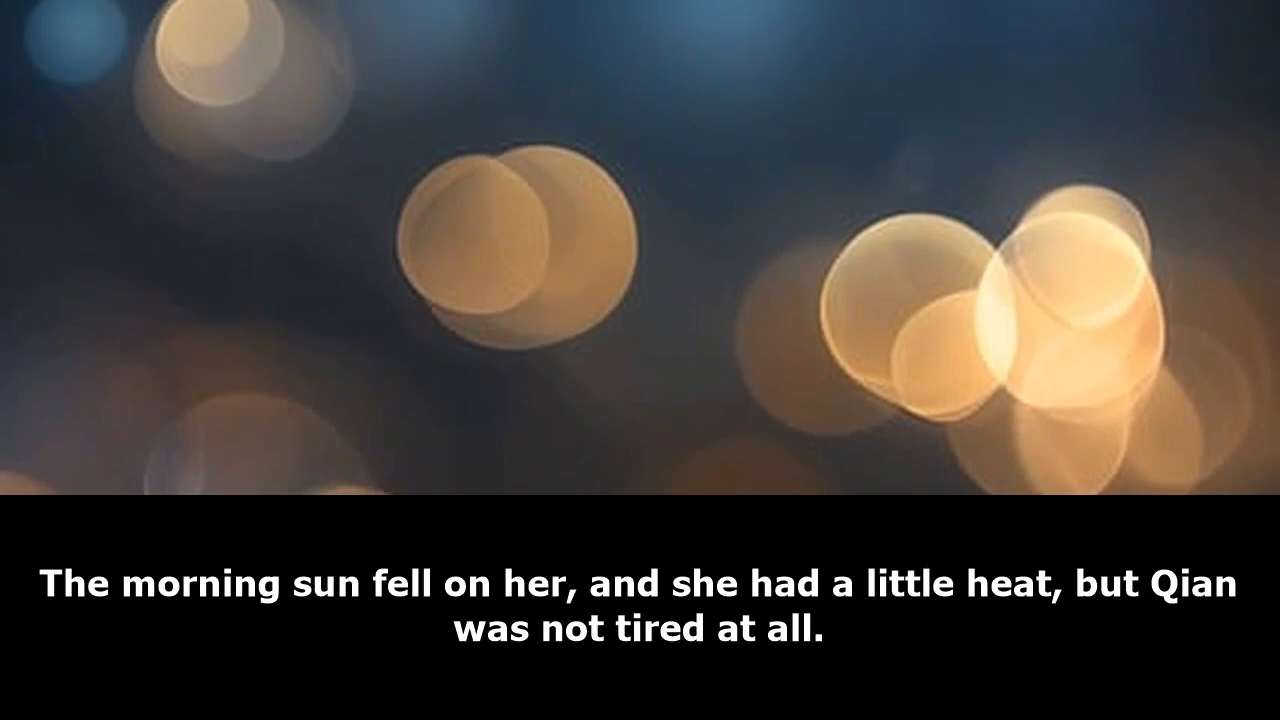 The morning sun fell on her, and she had a little heat, but Qian
was not tired at all.